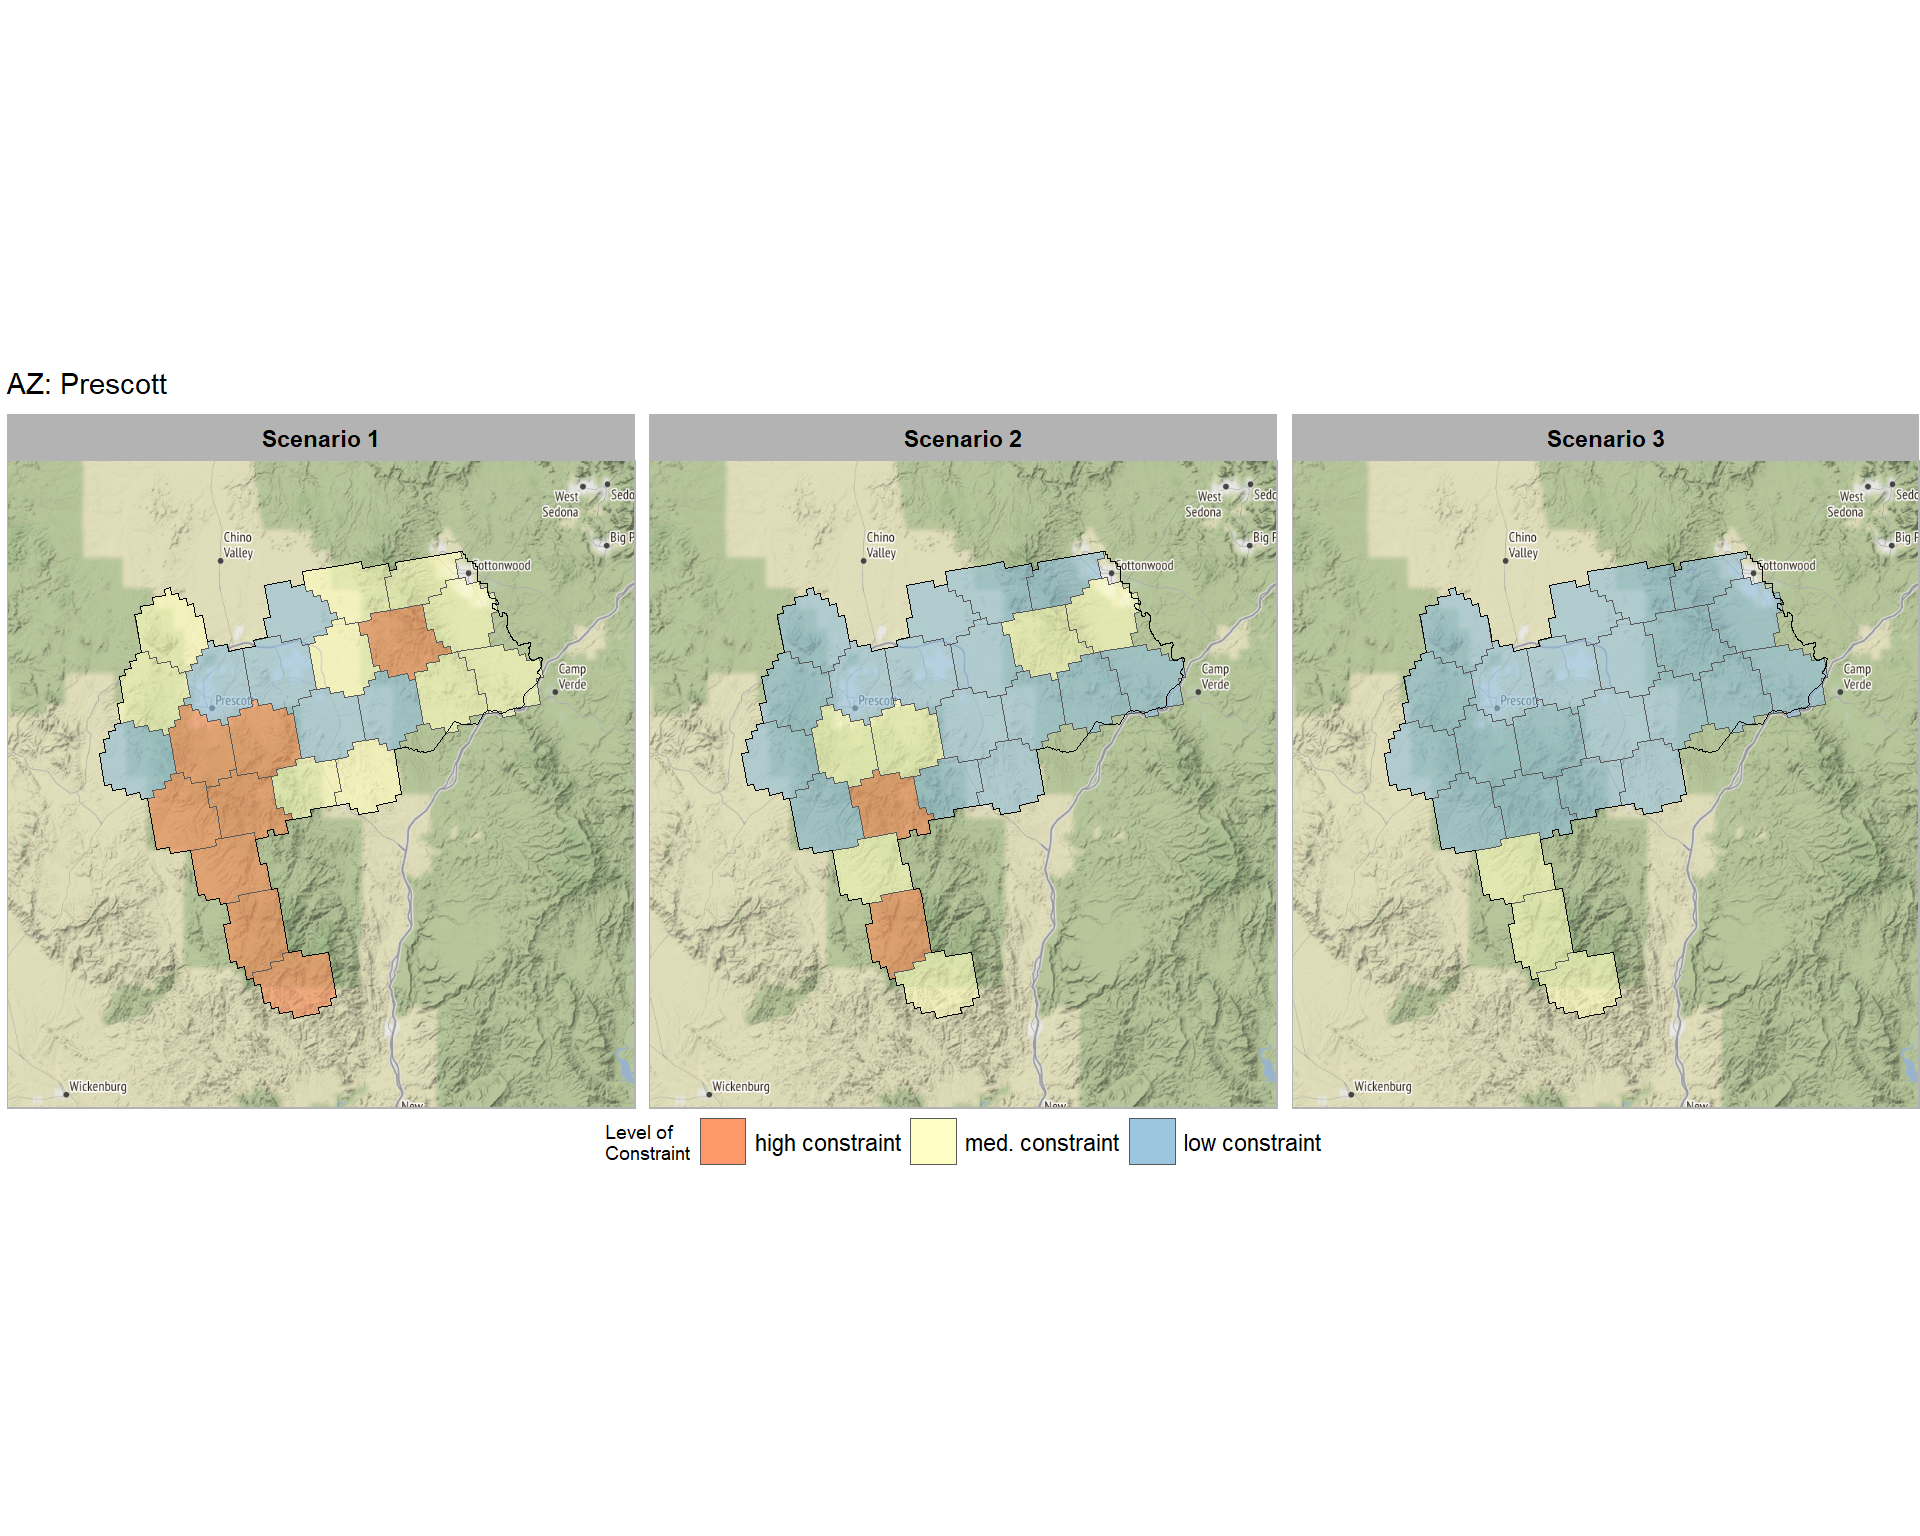 AZ: Prescott
Scenario 1
Scenario 2
Scenario 3
West
Sedona
Sedo
Big P
Chino
Valley
Cottonwood
Camp
Verde
Prescott
Wickenburg
New
West
Sedona
Sedo
Big F
Chino
Valley
Cottonwood
Camp
Verde
Prescott
Wickenburg
New
West
Sedona
Sedo
Big F
Chino
Valley
Cottonwood
Camp
Verde
Prescott
Wickenburg
New
Level of
Constraint
high constraint
med. constraint
low constraint